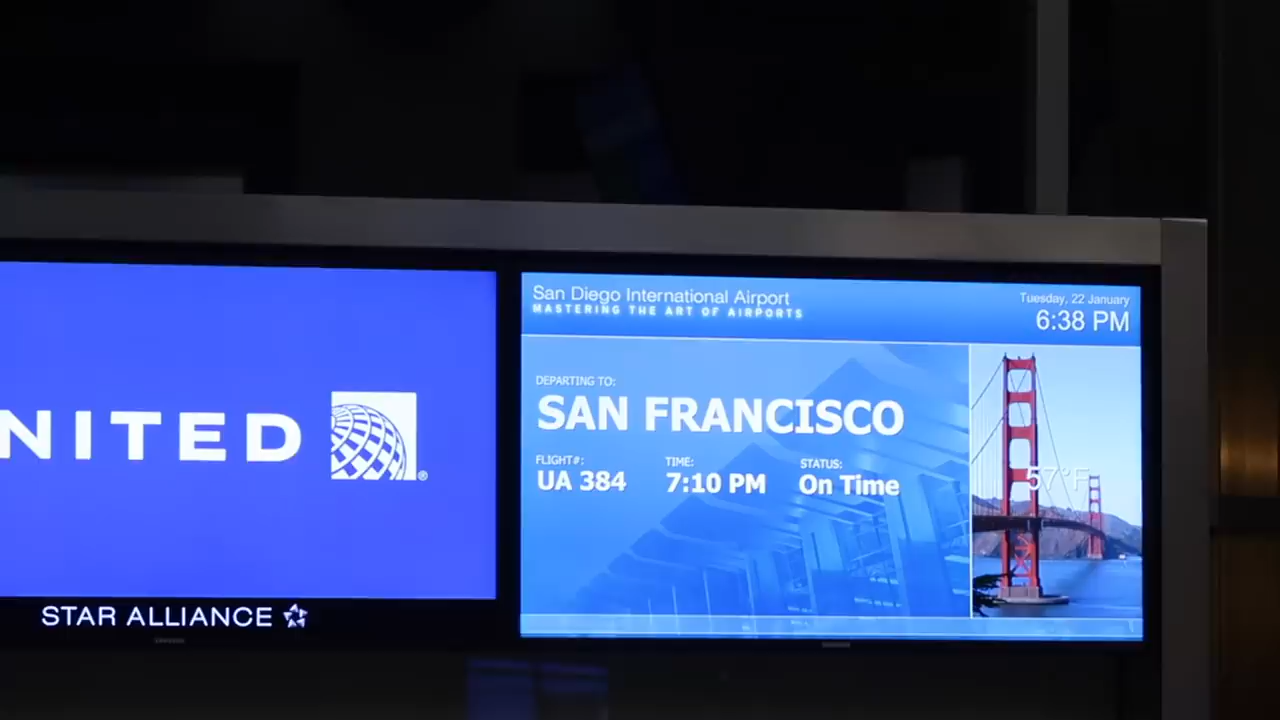 NITED
®
STAR ALLIANCE
San Diego International Airport
MASTERING THE ART OF AIRPORTS
Tuesday, 22 January
6:38 PM
DEPARTING TO:
SAN FRANCISCO
FLIGHT#: TIME: STATUS:
UA 384 7:10 PM On Time
57°F